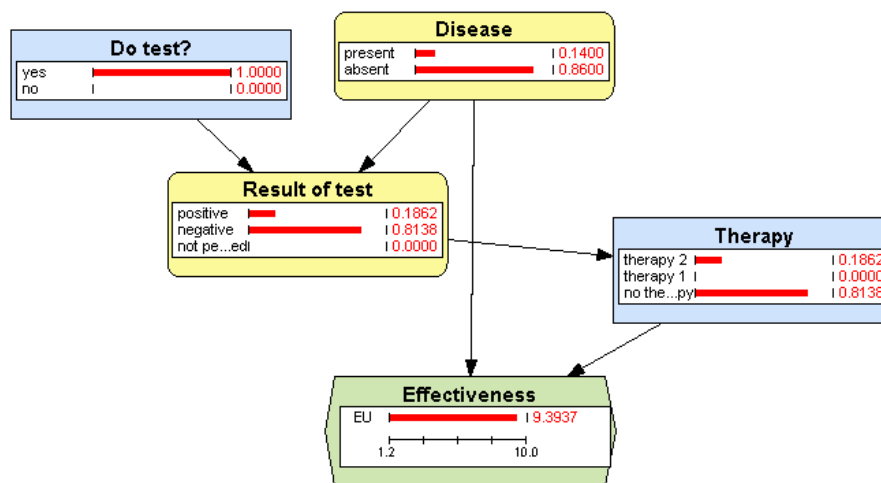 Do test?
yes 1.0000
no 0.0000
Disease
present 0.1400
absent 0.8600
Result of test
positive 0.1862
negative 0.8138
not pe...ed 0.0000
Therapy
therapy 2 0.1862
therapy 1 0.0000
no the...py 0.8138
Effectiveness
EU 9.3937
1.2 10.0